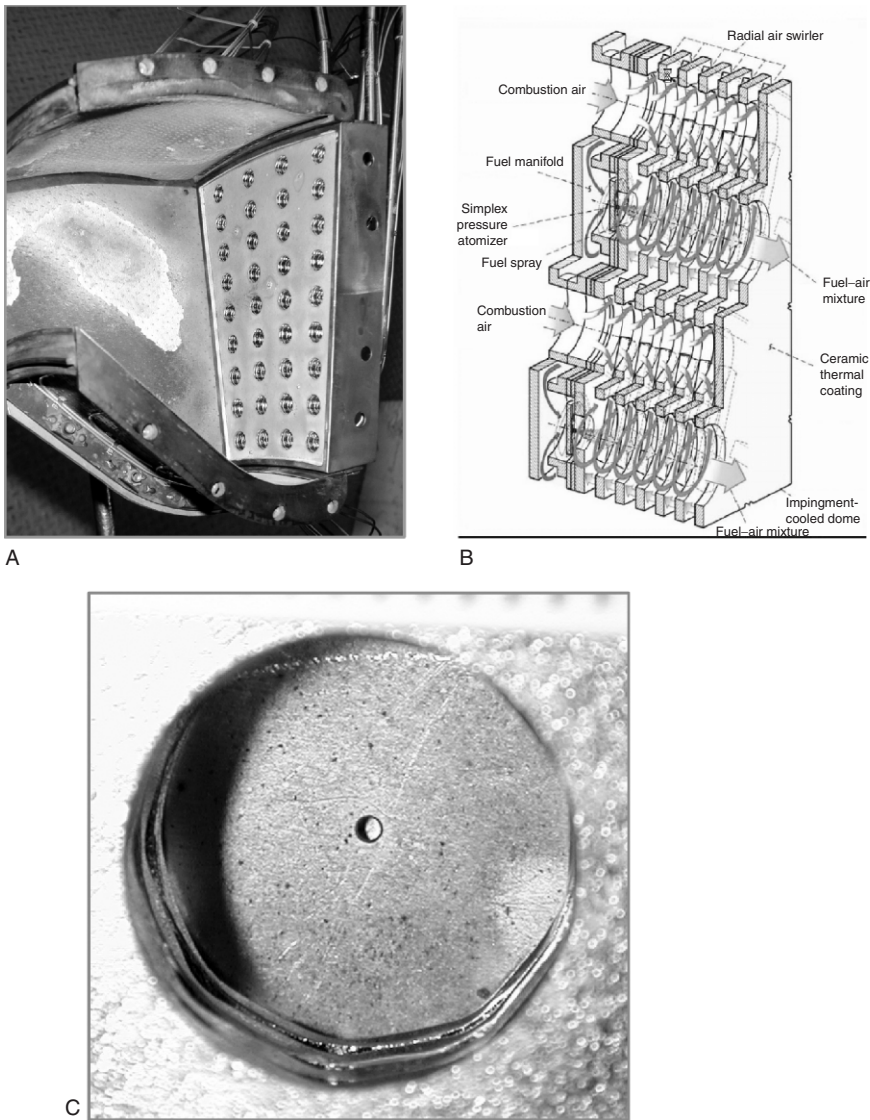 A
Radial air swirler
Combustion air
Fuel manifold
Simplex
pressure
atomizer
Fuel spray
Combustion
air
Fuel–air
mixture
Ceramic
thermal
coating
Impingment-
cooled dome
Fuel–air mixture
B
C